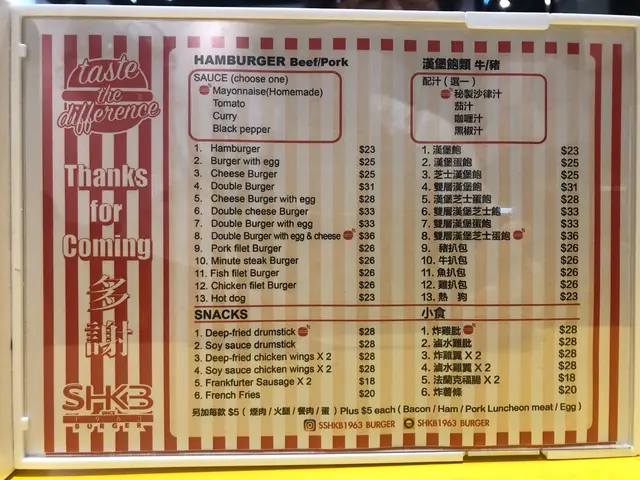 taste
the
difference
Thanks
for
Coming
多
謝
SHKB
SINCE
1963
BURGER
HAMBURGER Beef/Pork
SAUCE (choose one)
Mayonnaise(Homemade)
Tomato
Curry
Black pepper
1. Hamburger $23
2. Burger with egg $25
3. Cheese Burger $25
4. Double Burger $31
5. Cheese Burger with egg $28
6. Double cheese Burger $33
7. Double Burger with egg $33
8. Double Burger with egg & cheese $36
9. Pork filet Burger $26
10. Minute steak Burger $26
11. Fish filet Burger $26
12. Chicken filet Burger $26
13. Hot dog $23
SNACKS
1. Deep-fried drumstick $28
2. Soy sauce drumstick $28
3. Deep-fried chicken wings X 2 $28
4. Soy sauce chicken wings X 2 $28
5. Frankfurter Sausage X 2 $18
6. French Fries $20
漢堡飽類 牛/豬
配汁 (選一)
秘製沙律汁
茄汁
咖喱汁
黑椒汁
1. 漢堡飽 $23
2. 漢堡蛋飽 $25
3. 芝士漢堡飽 $25
4. 雙層漢堡飽 $31
5. 漢堡芝士蛋飽 $28
6. 雙層漢堡芝士飽 $33
7. 雙層漢堡蛋飽 $33
8. 雙層漢堡芝士蛋飽 $36
9. 豬扒包 $26
10. 牛扒包 $26
11. 魚扒包 $26
12. 雞扒包 $26
13. 熱 狗 $23
小食
1. 炸雞髀 $28
2. 滷水雞髀 $28
3. 炸雞翼 X 2 $28
4. 滷水雞翼 X 2 $28
5. 法蘭克福腸 X 2 $18
6. 炸薯條 $20
另加每款 $5 ( 煙肉 / 火腿 / 餐肉 / 蛋 ) Plus $5 each ( Bacon / Ham / Pork Luncheon meat / Egg )
SSHKB1963 BURGER SHKB1963 BURGER